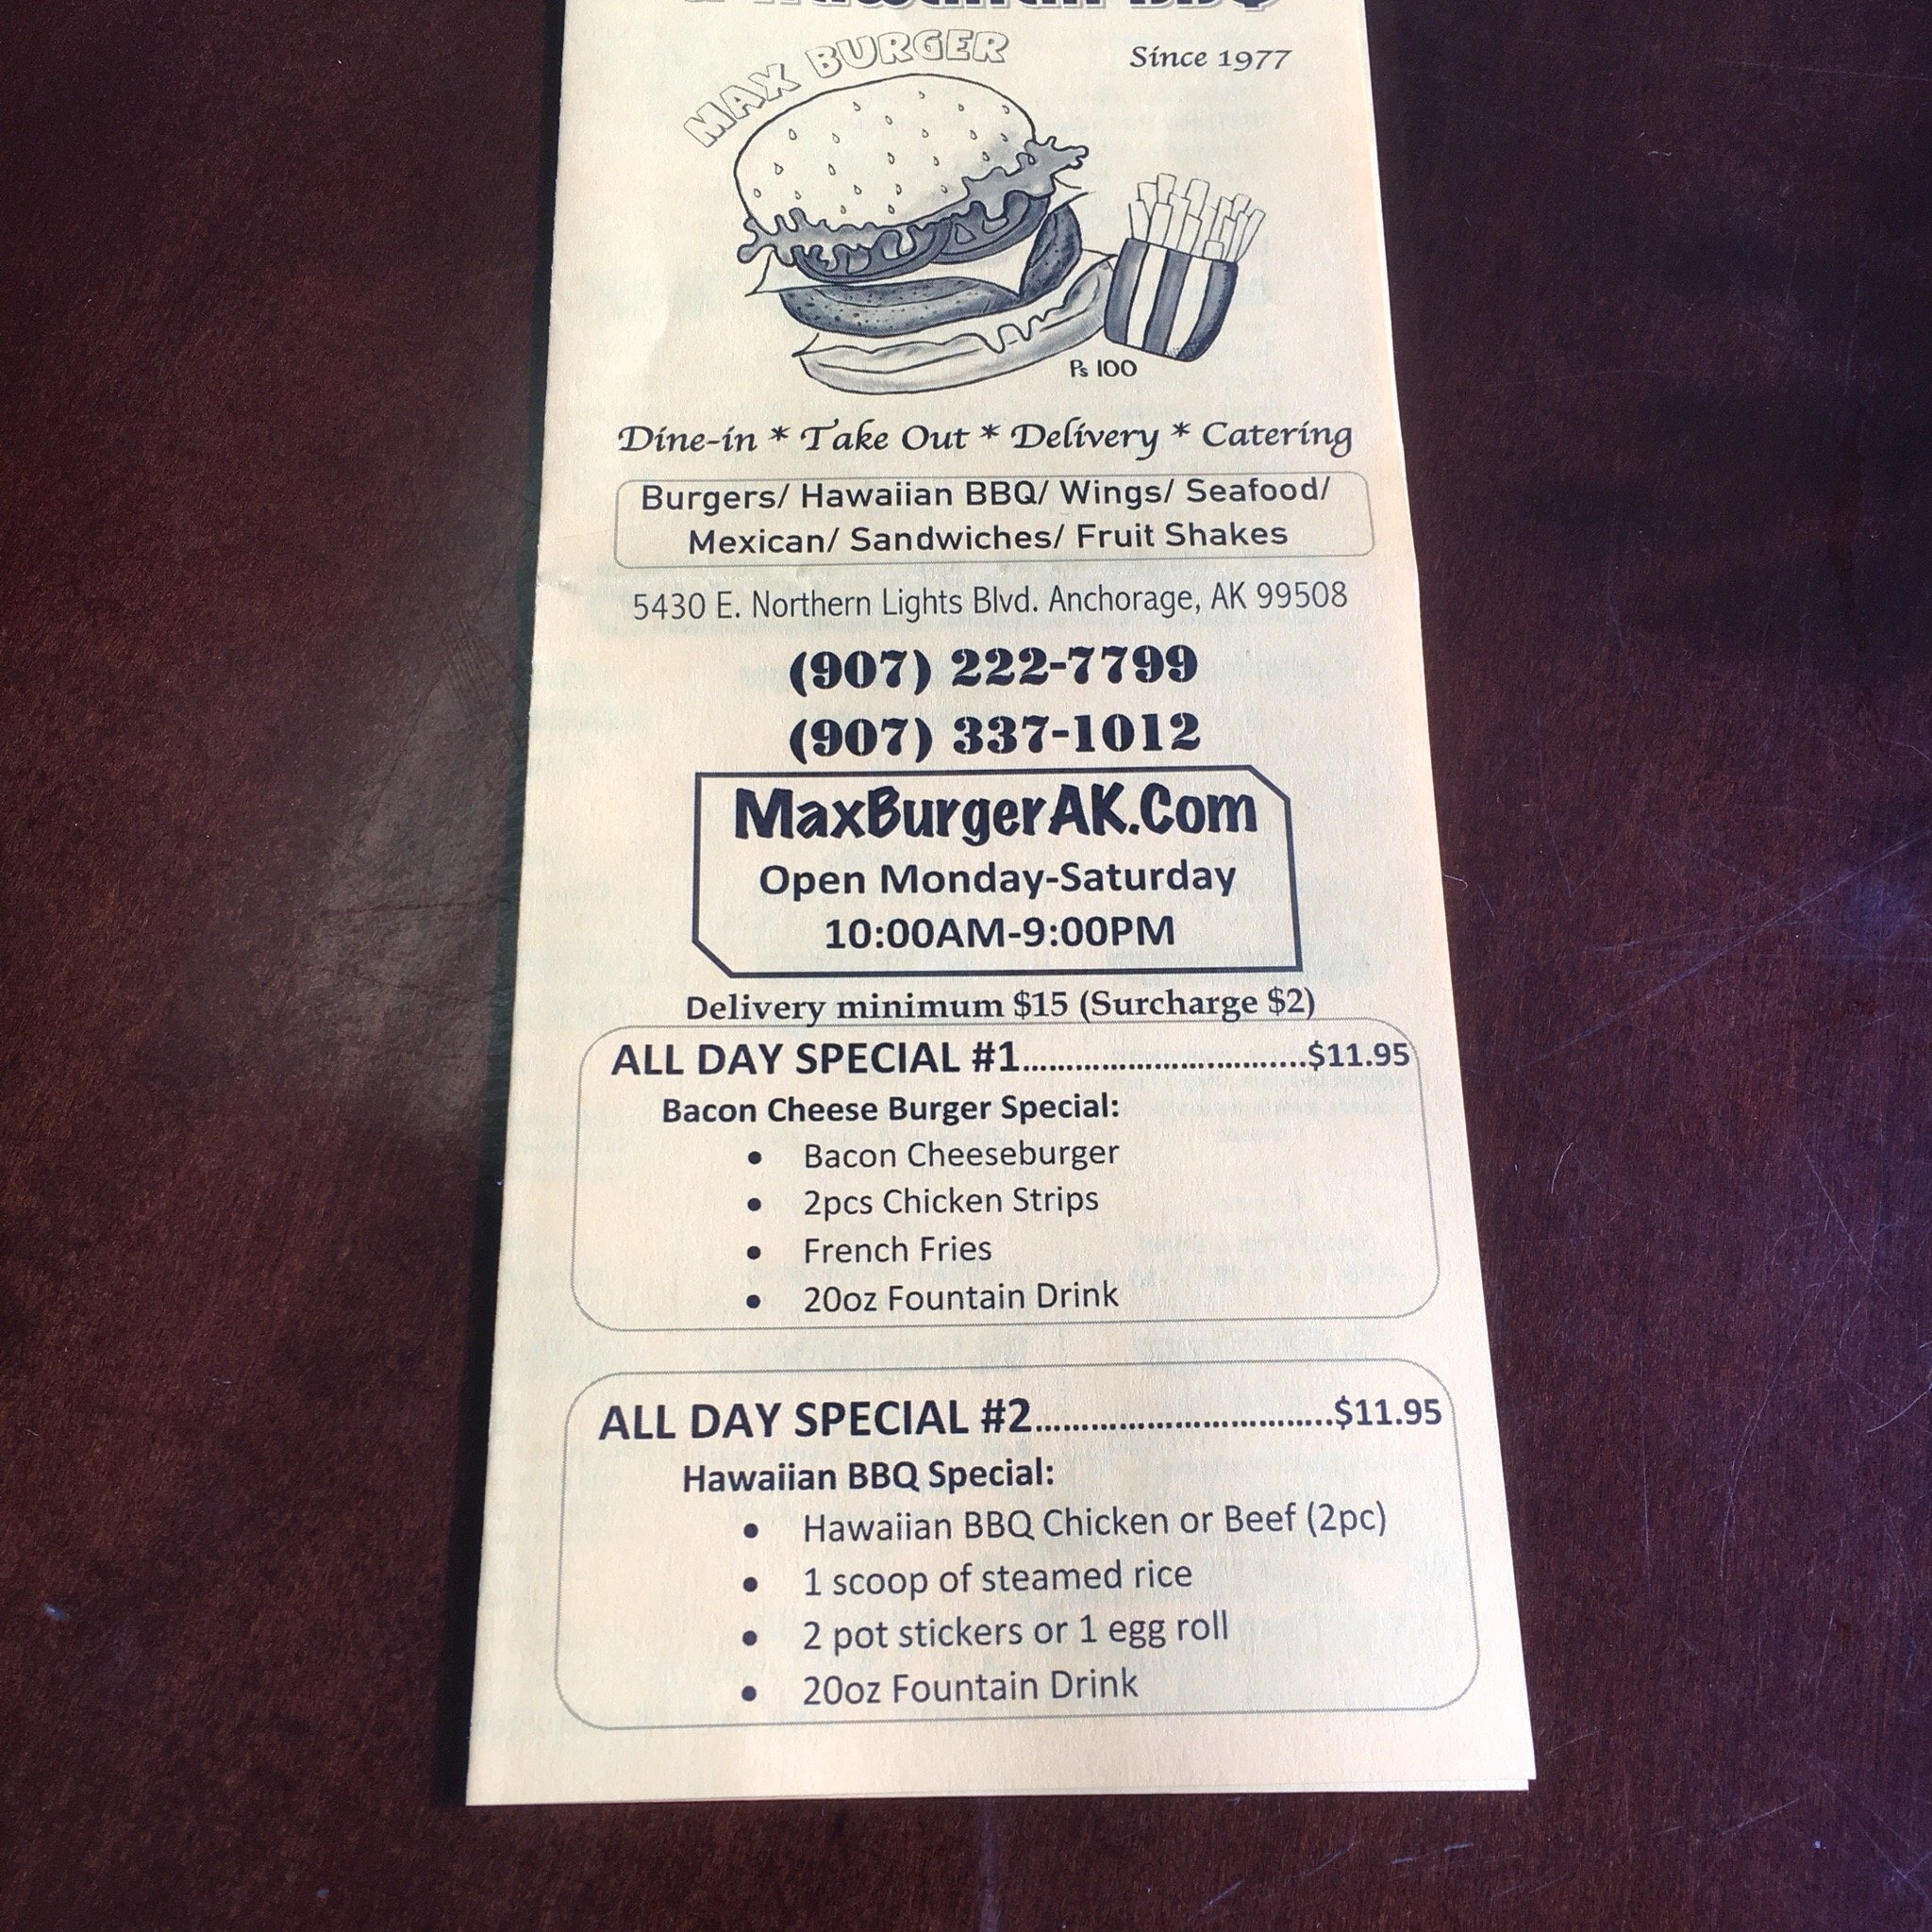 Hawaiian BBQ
MAX BURGER
Since 1977
Ps 100
Dine-in * Take Out * Delivery * Catering
Burgers/ Hawaiian BBQ/ Wings/ Seafood/
Mexican/ Sandwiches/ Fruit Shakes
5430 E. Northern Lights Blvd. Anchorage, AK 99508
(907) 222-7799
(907) 337-1012
MaxBurgerAK.Com
Open Monday-Saturday
10:00AM-9:00PM
Delivery minimum $15 (Surcharge $2)
ALL DAY SPECIAL #1.................................$11.95
Bacon Cheese Burger Special:
• Bacon Cheeseburger
• 2pcs Chicken Strips
• French Fries
• 20oz Fountain Drink
ALL DAY SPECIAL #2.................................$11.95
Hawaiian BBQ Special:
• Hawaiian BBQ Chicken or Beef (2pc)
• 1 scoop of steamed rice
• 2 pot stickers or 1 egg roll
• 20oz Fountain Drink